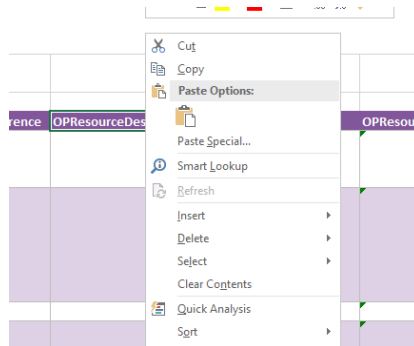 Cut
Copy
Paste Options:
rence OPResourceDes OPResou
Paste Special...
Smart Lookup
Refresh
Insert
Delete
Select
Clear Contents
Quick Analysis
Sort